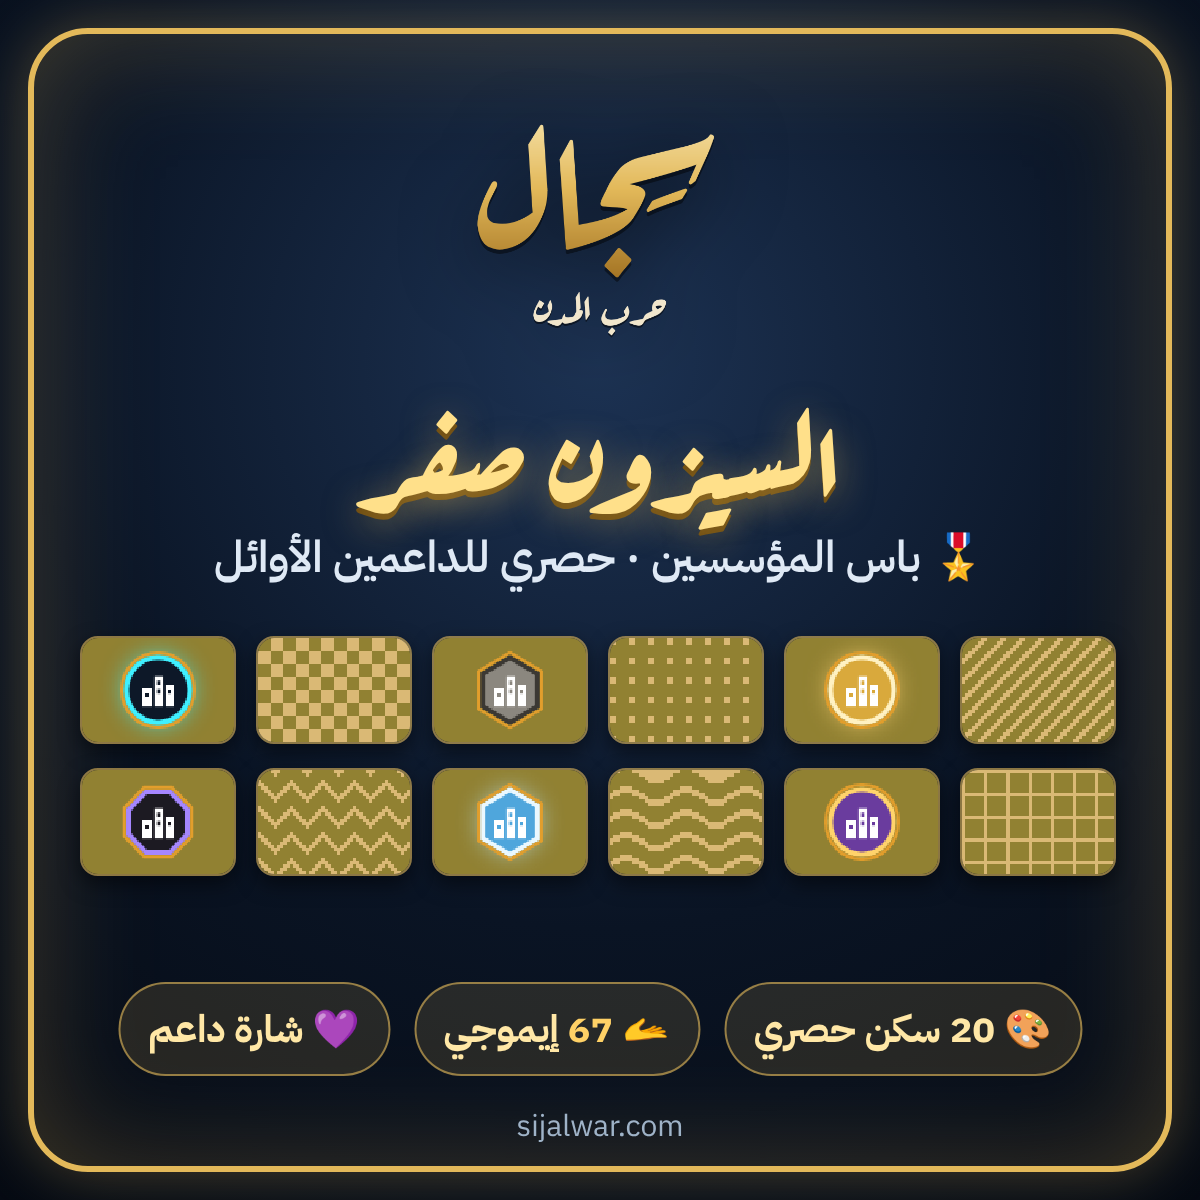 سجال
حرب المدن
السيزون صفر
🎖️ باس المؤسسين · حصري للداعمين الأوائل
🎨 20 سكن حصري
🫴 67 إيموجي
💜 شارة داعم
sijalwar.com